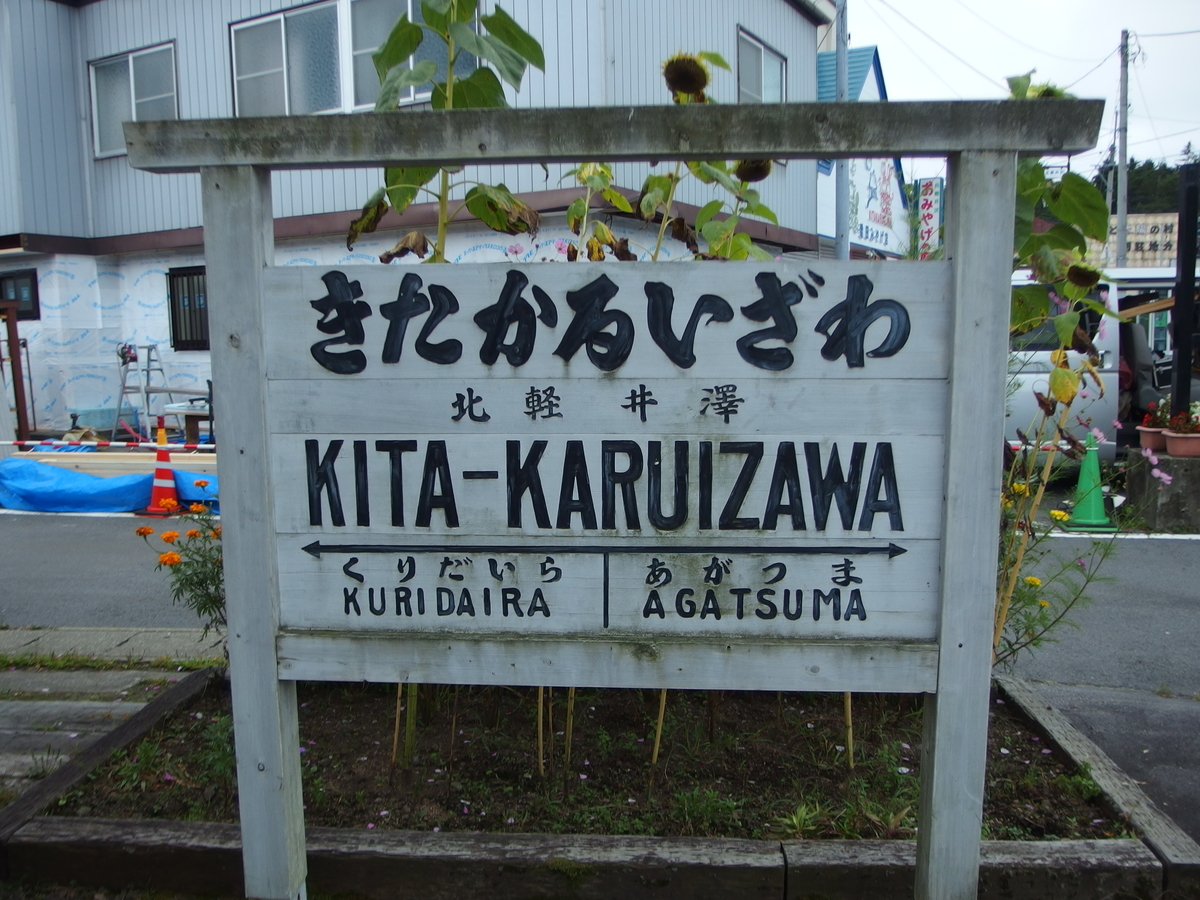 きたかるいざわ
北軽井澤
KITA-KARUIZAWA
くりだいら あがつま
KURIDAIRA AGATSUMA
おみやげ